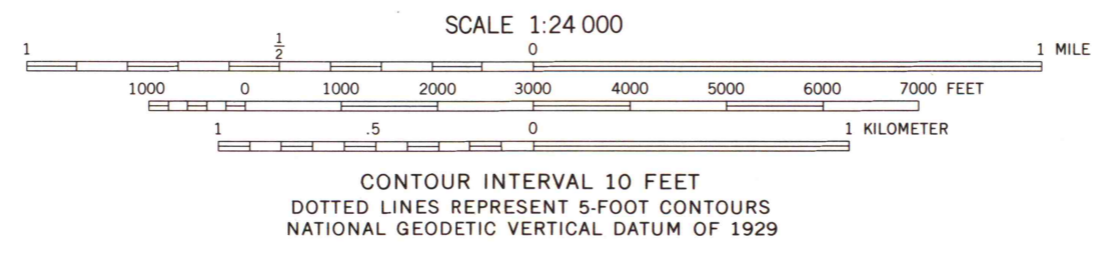 SCALE 1:24 000
1 1/2 0 1 MILE
1000 0 1000 2000 3000 4000 5000 6000 7000 FEET
1 .5 0 1 KILOMETER
CONTOUR INTERVAL 10 FEET
DOTTED LINES REPRESENT 5-FOOT CONTOURS
NATIONAL GEODETIC VERTICAL DATUM OF 1929